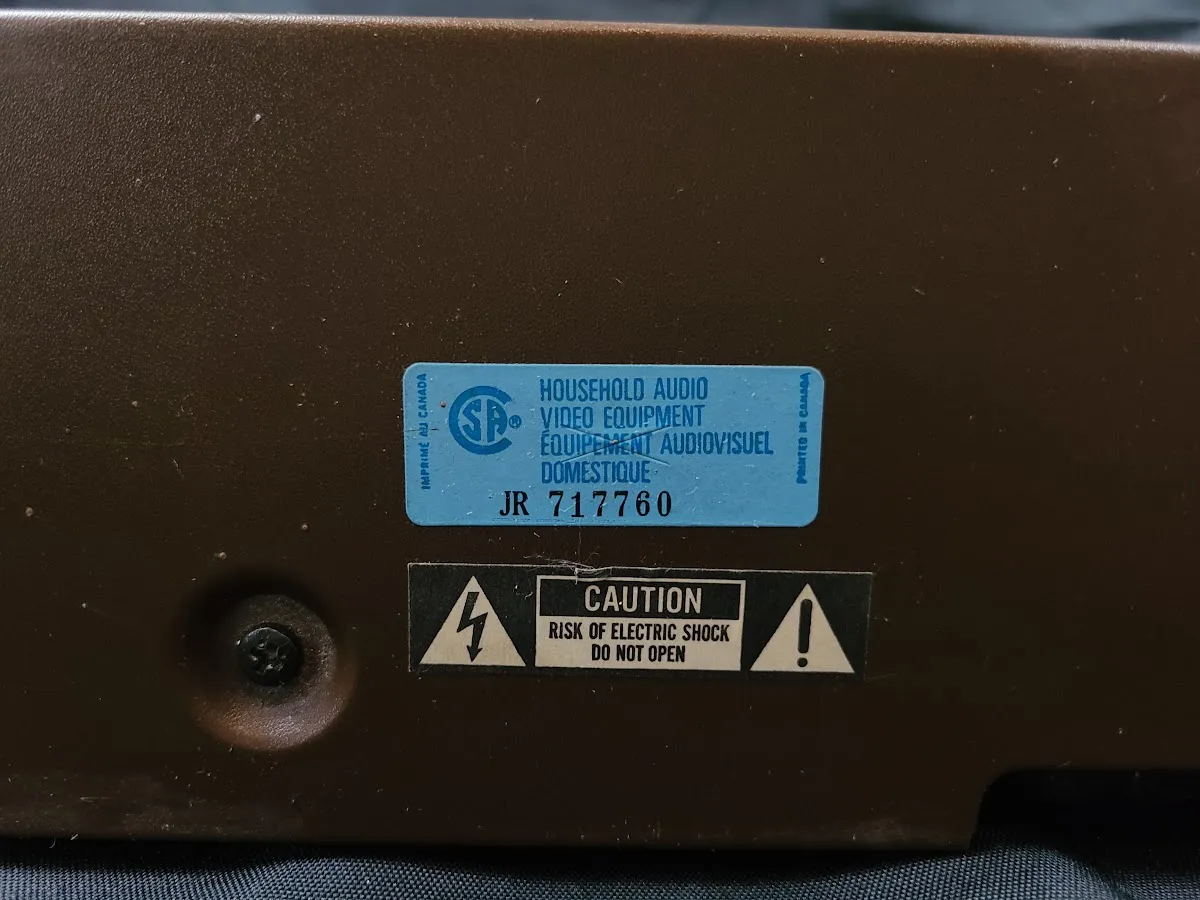 IMPRIMÉ AU CANADA
CSA®
HOUSEHOLD AUDIO
VIDEO EQUIPMENT
ÉQUIPEMENT AUDIOVISUEL
DOMESTIQUE
JR 717760
PRINTED IN CANADA
CAUTION
RISK OF ELECTRIC SHOCK
DO NOT OPEN